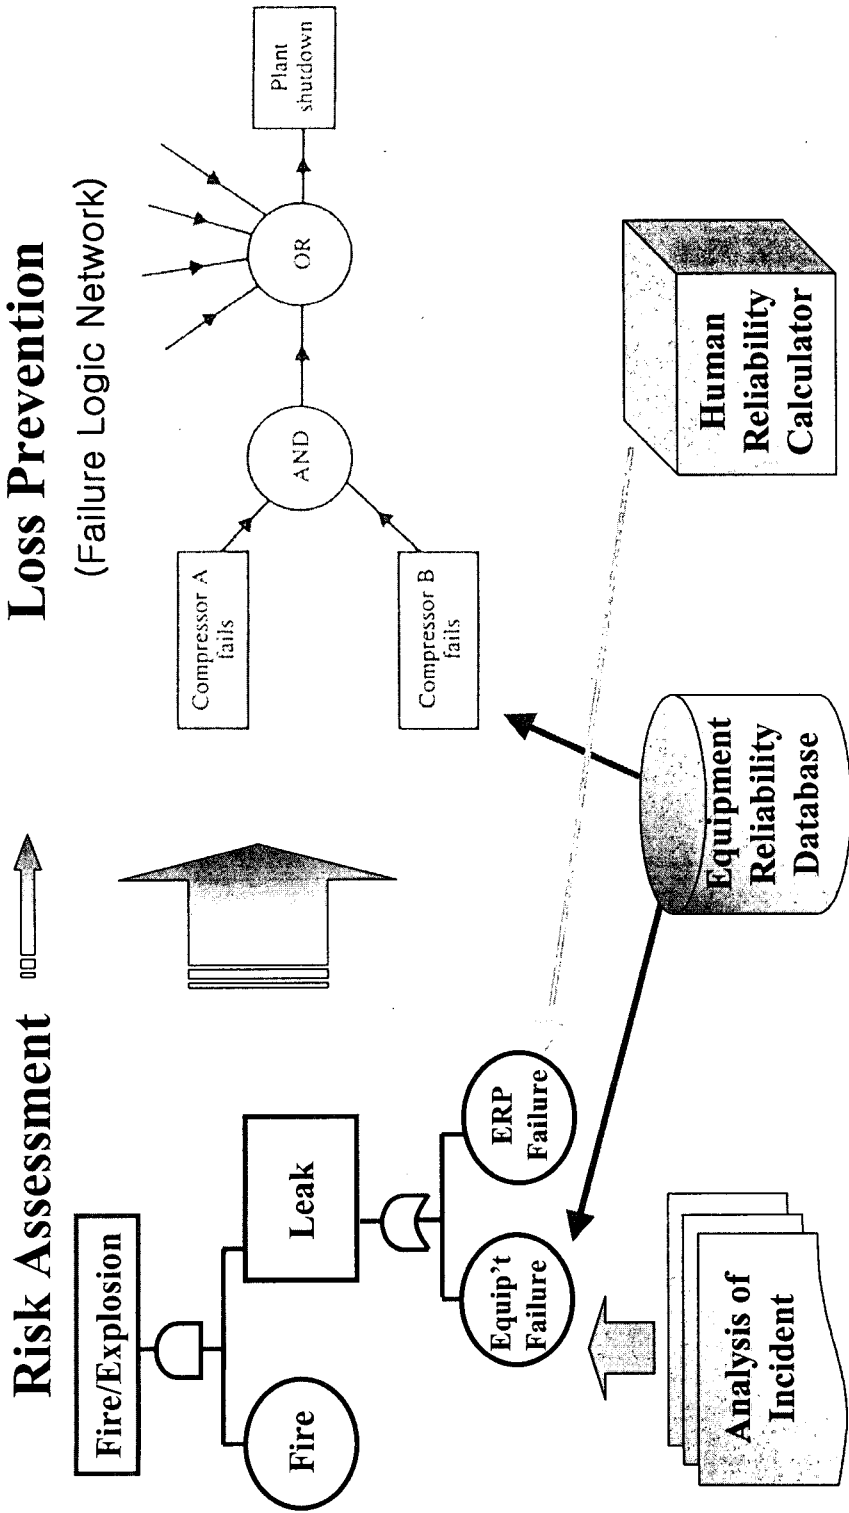 Risk Assessment
Loss Prevention
(Failure Logic Network)
Fire/Explosion
Fire
Leak
Equip't
Failure
ERP
Failure
Analysis of
Incident
Compressor A
fails
Compressor B
fails
AND
OR
Plant
shutdown
Equipment
Reliability
Database
Human
Reliability
Calculator